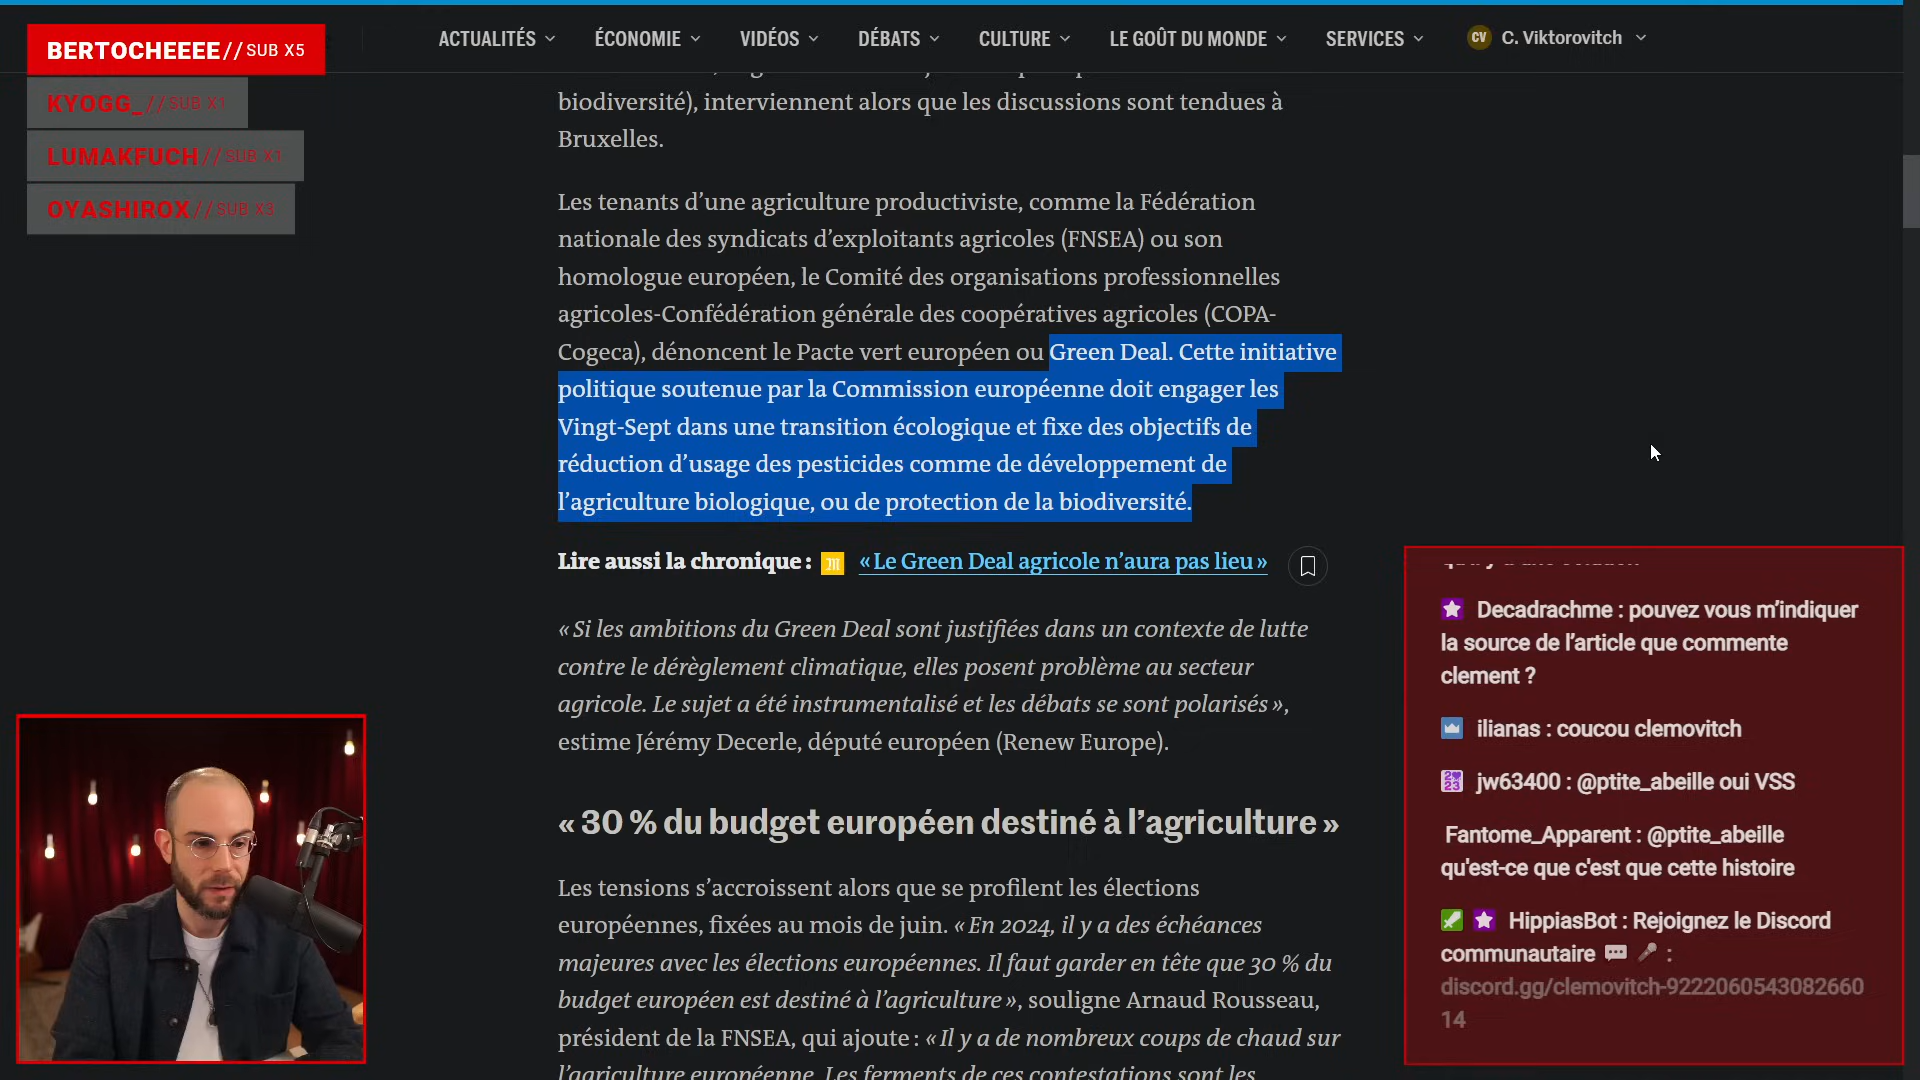 ACTUALITÉS ÉCONOMIE VIDÉOS DÉBATS CULTURE LE GOÛT DU MONDE SERVICES CV C. Viktorovitch
BERTOCHEEEE// SUB X5
KYOGG_// SUB X1
LUMAKFUCH// SUB X1
OYASHIROX// SUB X3
biodiversité), interviennent alors que les discussions sont tendues à
Bruxelles.
Les tenants d’une agriculture productiviste, comme la Fédération
nationale des syndicats d’exploitants agricoles (FNSEA) ou son
homologue européen, le Comité des organisations professionnelles
agricoles-Confédération générale des coopératives agricoles (COPA-
Cogeca), dénoncent le Pacte vert européen ou Green Deal. Cette initiative
politique soutenue par la Commission européenne doit engager les
Vingt-Sept dans une transition écologique et fixe des objectifs de
réduction d’usage des pesticides comme de développement de
l’agriculture biologique, ou de protection de la biodiversité.
Lire aussi la chronique : « Le Green Deal agricole n’aura pas lieu »
« Si les ambitions du Green Deal sont justifiées dans un contexte de lutte
contre le dérèglement climatique, elles posent problème au secteur
agricole. Le sujet a été instrumentalisé et les débats se sont polarisés »,
estime Jérémy Decerle, député européen (Renew Europe).
« 30 % du budget européen destiné à l’agriculture »
Les tensions s’accroissent alors que se profilent les élections
européennes, fixées au mois de juin. « En 2024, il y a des échéances
majeures avec les élections européennes. Il faut garder en tête que 30 % du
budget européen est destiné à l’agriculture », souligne Arnaud Rousseau,
président de la FNSEA, qui ajoute : « Il y a de nombreux coups de chaud sur
l’agriculture européenne. Les ferments de ces contestations sont les
Decadrachme : pouvez vous m’indiquer
la source de l’article que commente
clement ?
ilianas : coucou clemovitch
2023 jw63400 : @ptite_abeille oui VSS
Fantome_Apparent : @ptite_abeille
qu'est-ce que c'est que cette histoire
HippiasBot : Rejoignez le Discord
communautaire :
discord.gg/clemovitch-9222060543082660
14